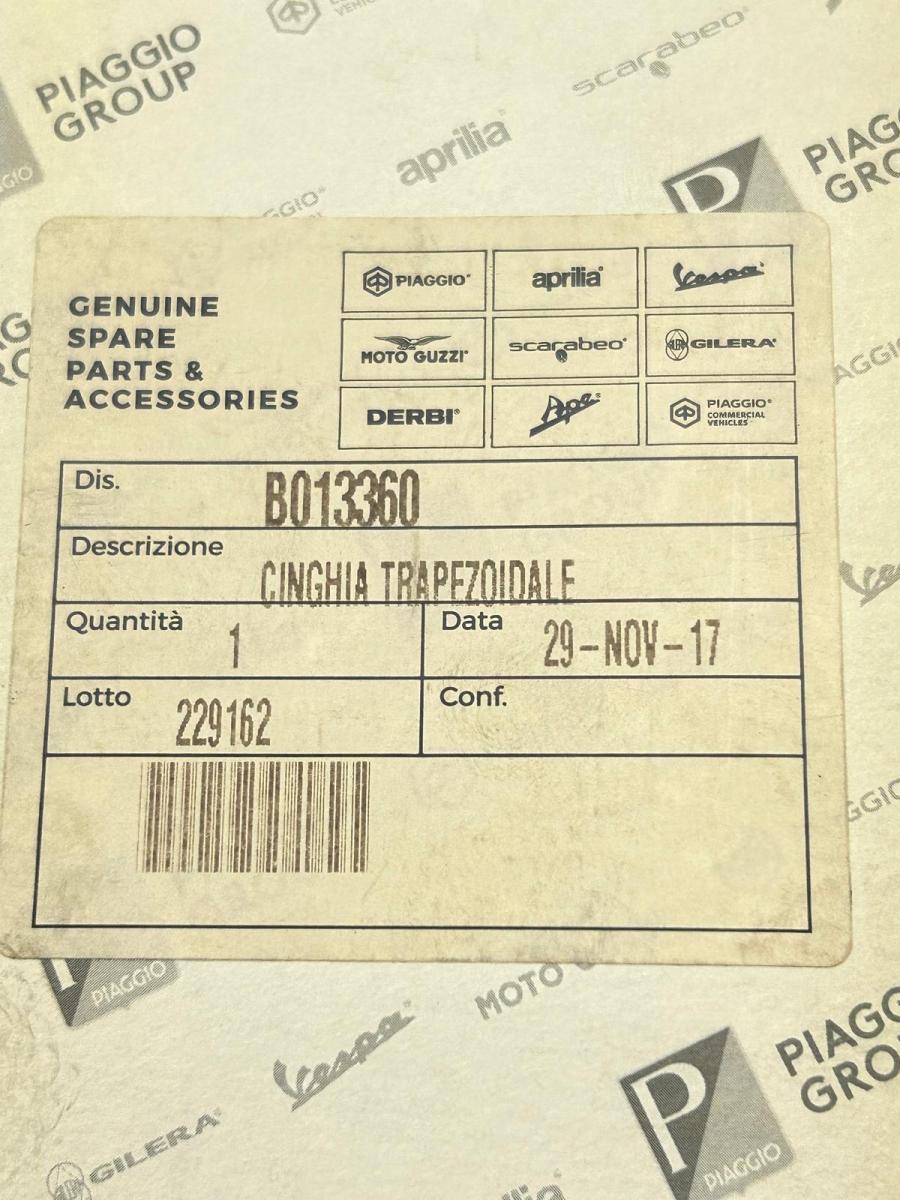 PIAGGIO
GROUP
scarabeo
aprilia
PIAGGIO
GENUINE
SPARE
PARTS &
ACCESSORIES
PIAGGIO
aprilia
Vespa
MOTO GUZZI
scarabeo
GILERA
DERBI
Ape
PIAGGIO
COMMERCIAL
VEHICLES
Dis.
B013360
Descrizione
CINGHIA TRAPEZOIDALE
Quantità
1
Data
29-NOV-17
Lotto
229162
Conf.
PIAGGIO
MOTO
Vespa
GILERA
P
PIAGGIO